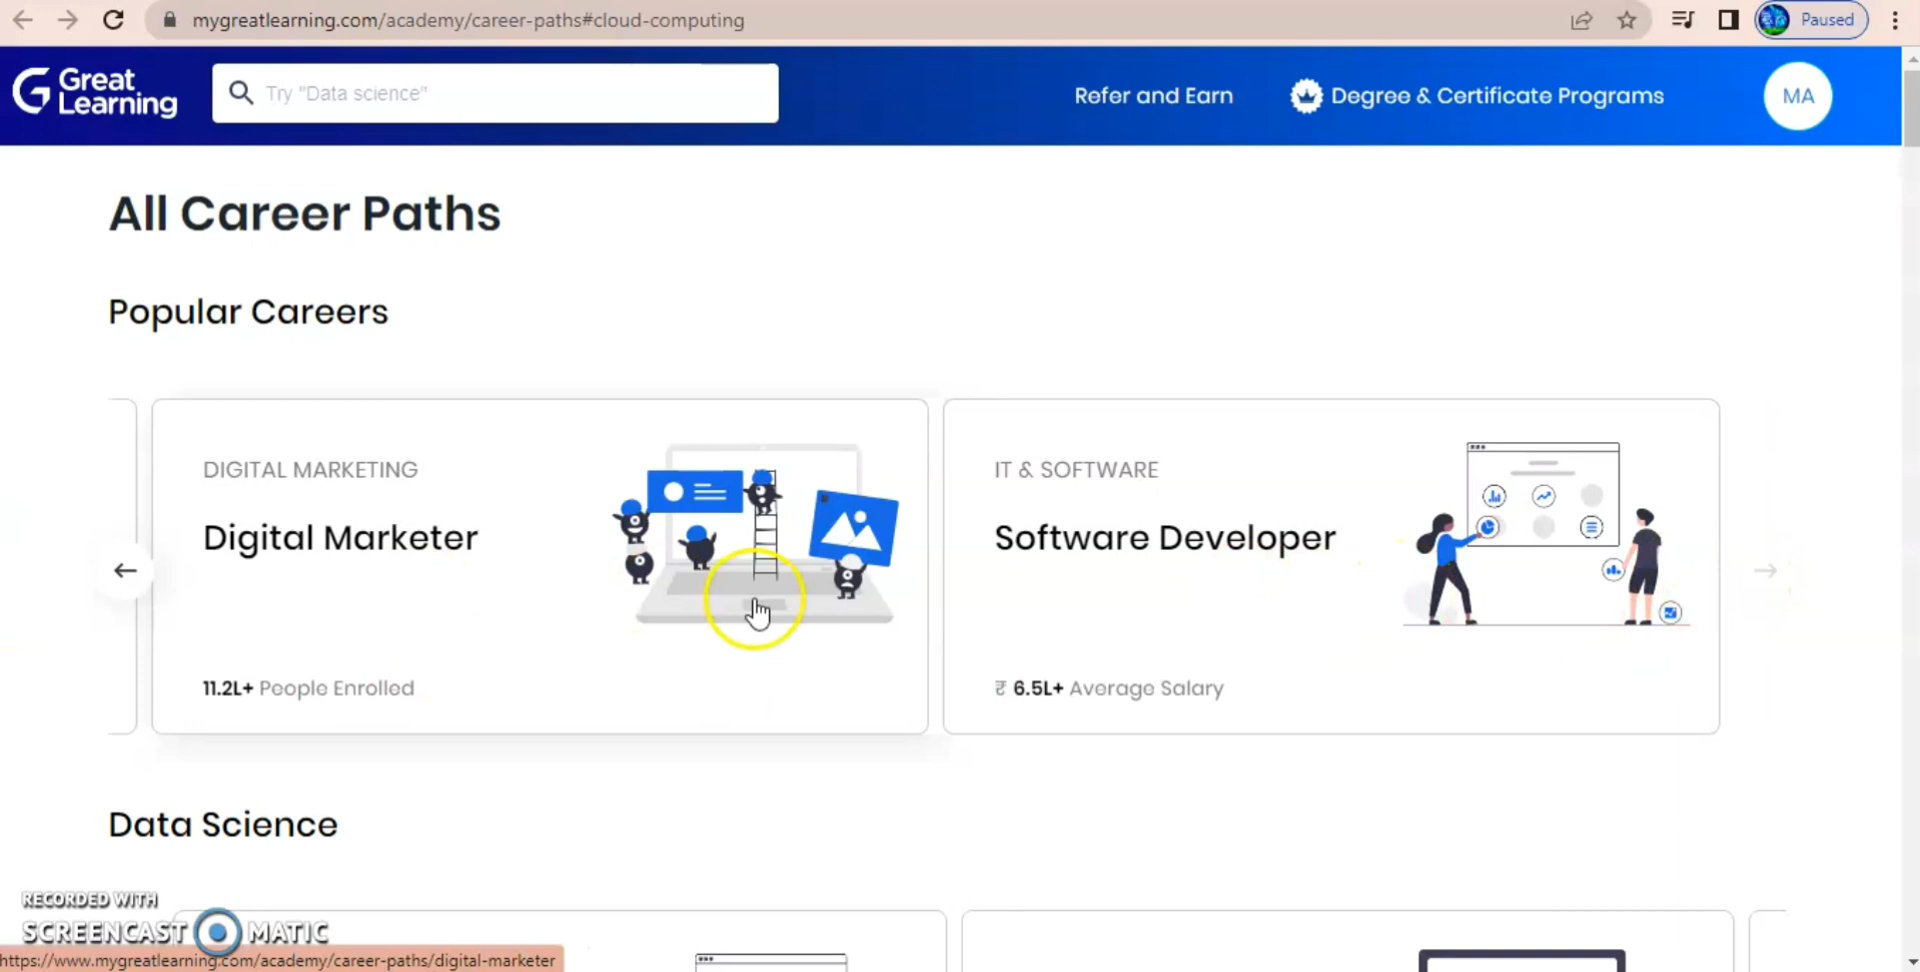 mygreatlearning.com/academy/career-paths#cloud-computing
Paused
Great
Learning
Try "Data science"
Refer and Earn
Degree & Certificate Programs
MA
All Career Paths
Popular Careers
DIGITAL MARKETING
Digital Marketer
11.2L+ People Enrolled
IT & SOFTWARE
Software Developer
₹ 6.5L+ Average Salary
Data Science
RECORDED WITH
SCREENCAST MATIC
https://www.mygreatlearning.com/academy/career-paths/digital-marketer